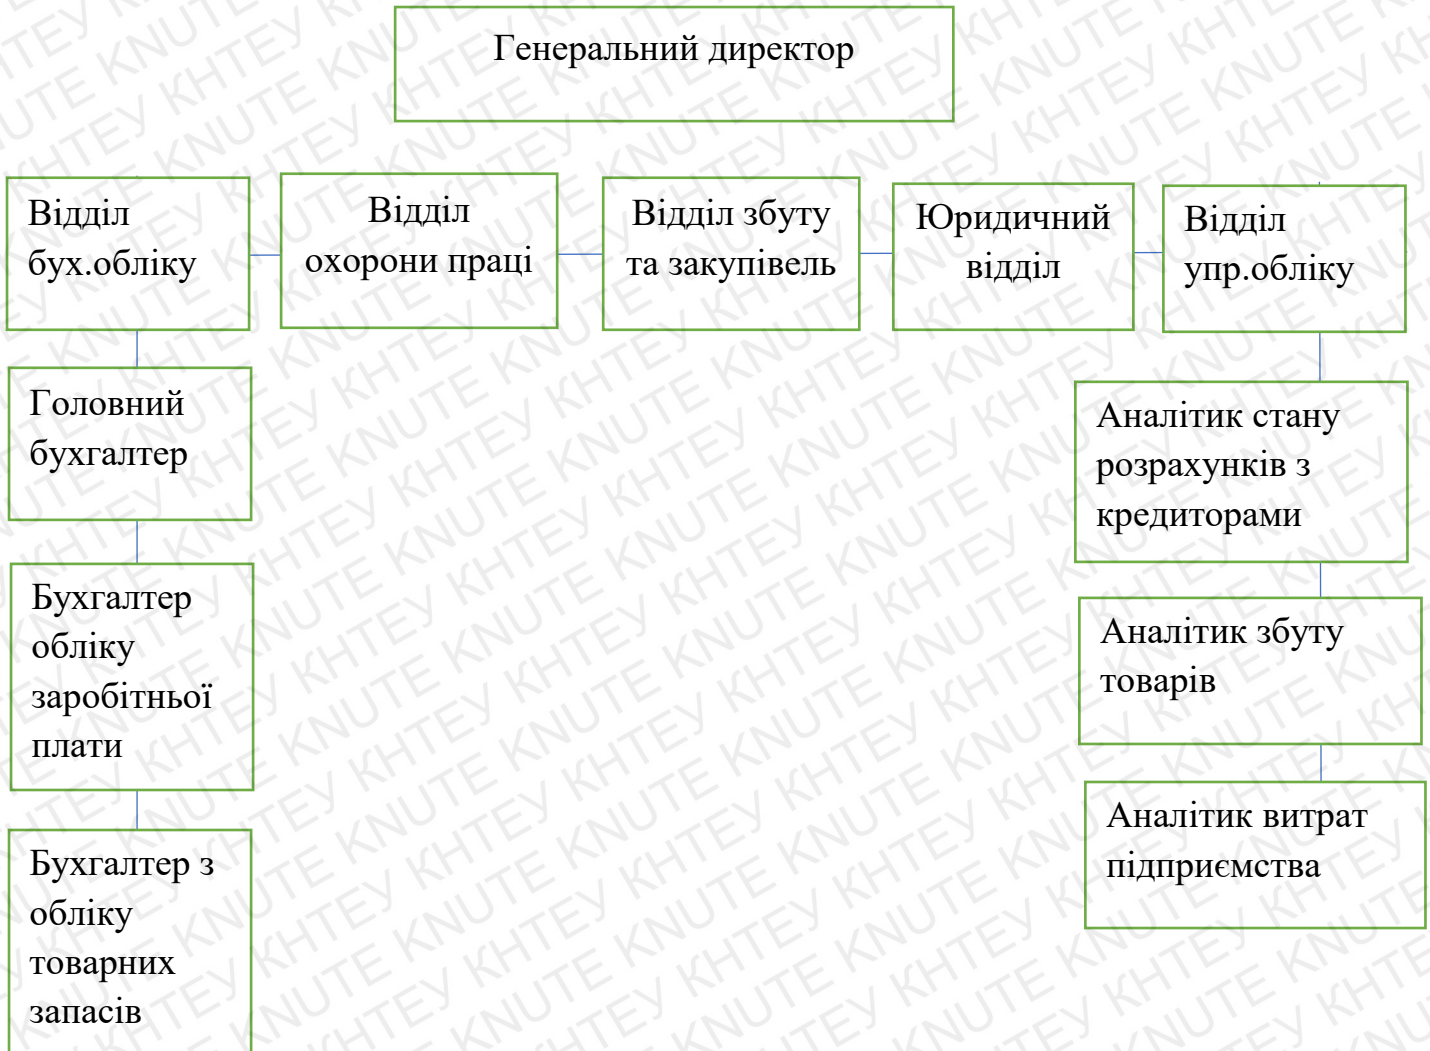 Генеральний директор
Відділ
бух.обліку
Відділ
охорони праці
Відділ збуту
та закупівель
Юридичний
відділ
Відділ
упр.обліку
Головний
бухгалтер
Бухгалтер
обліку
заробітньої
плати
Бухгалтер з
обліку
товарних
запасів
Аналітик стану
розрахунків з
кредиторами
Аналітик збуту
товарів
Аналітик витрат
підприємства